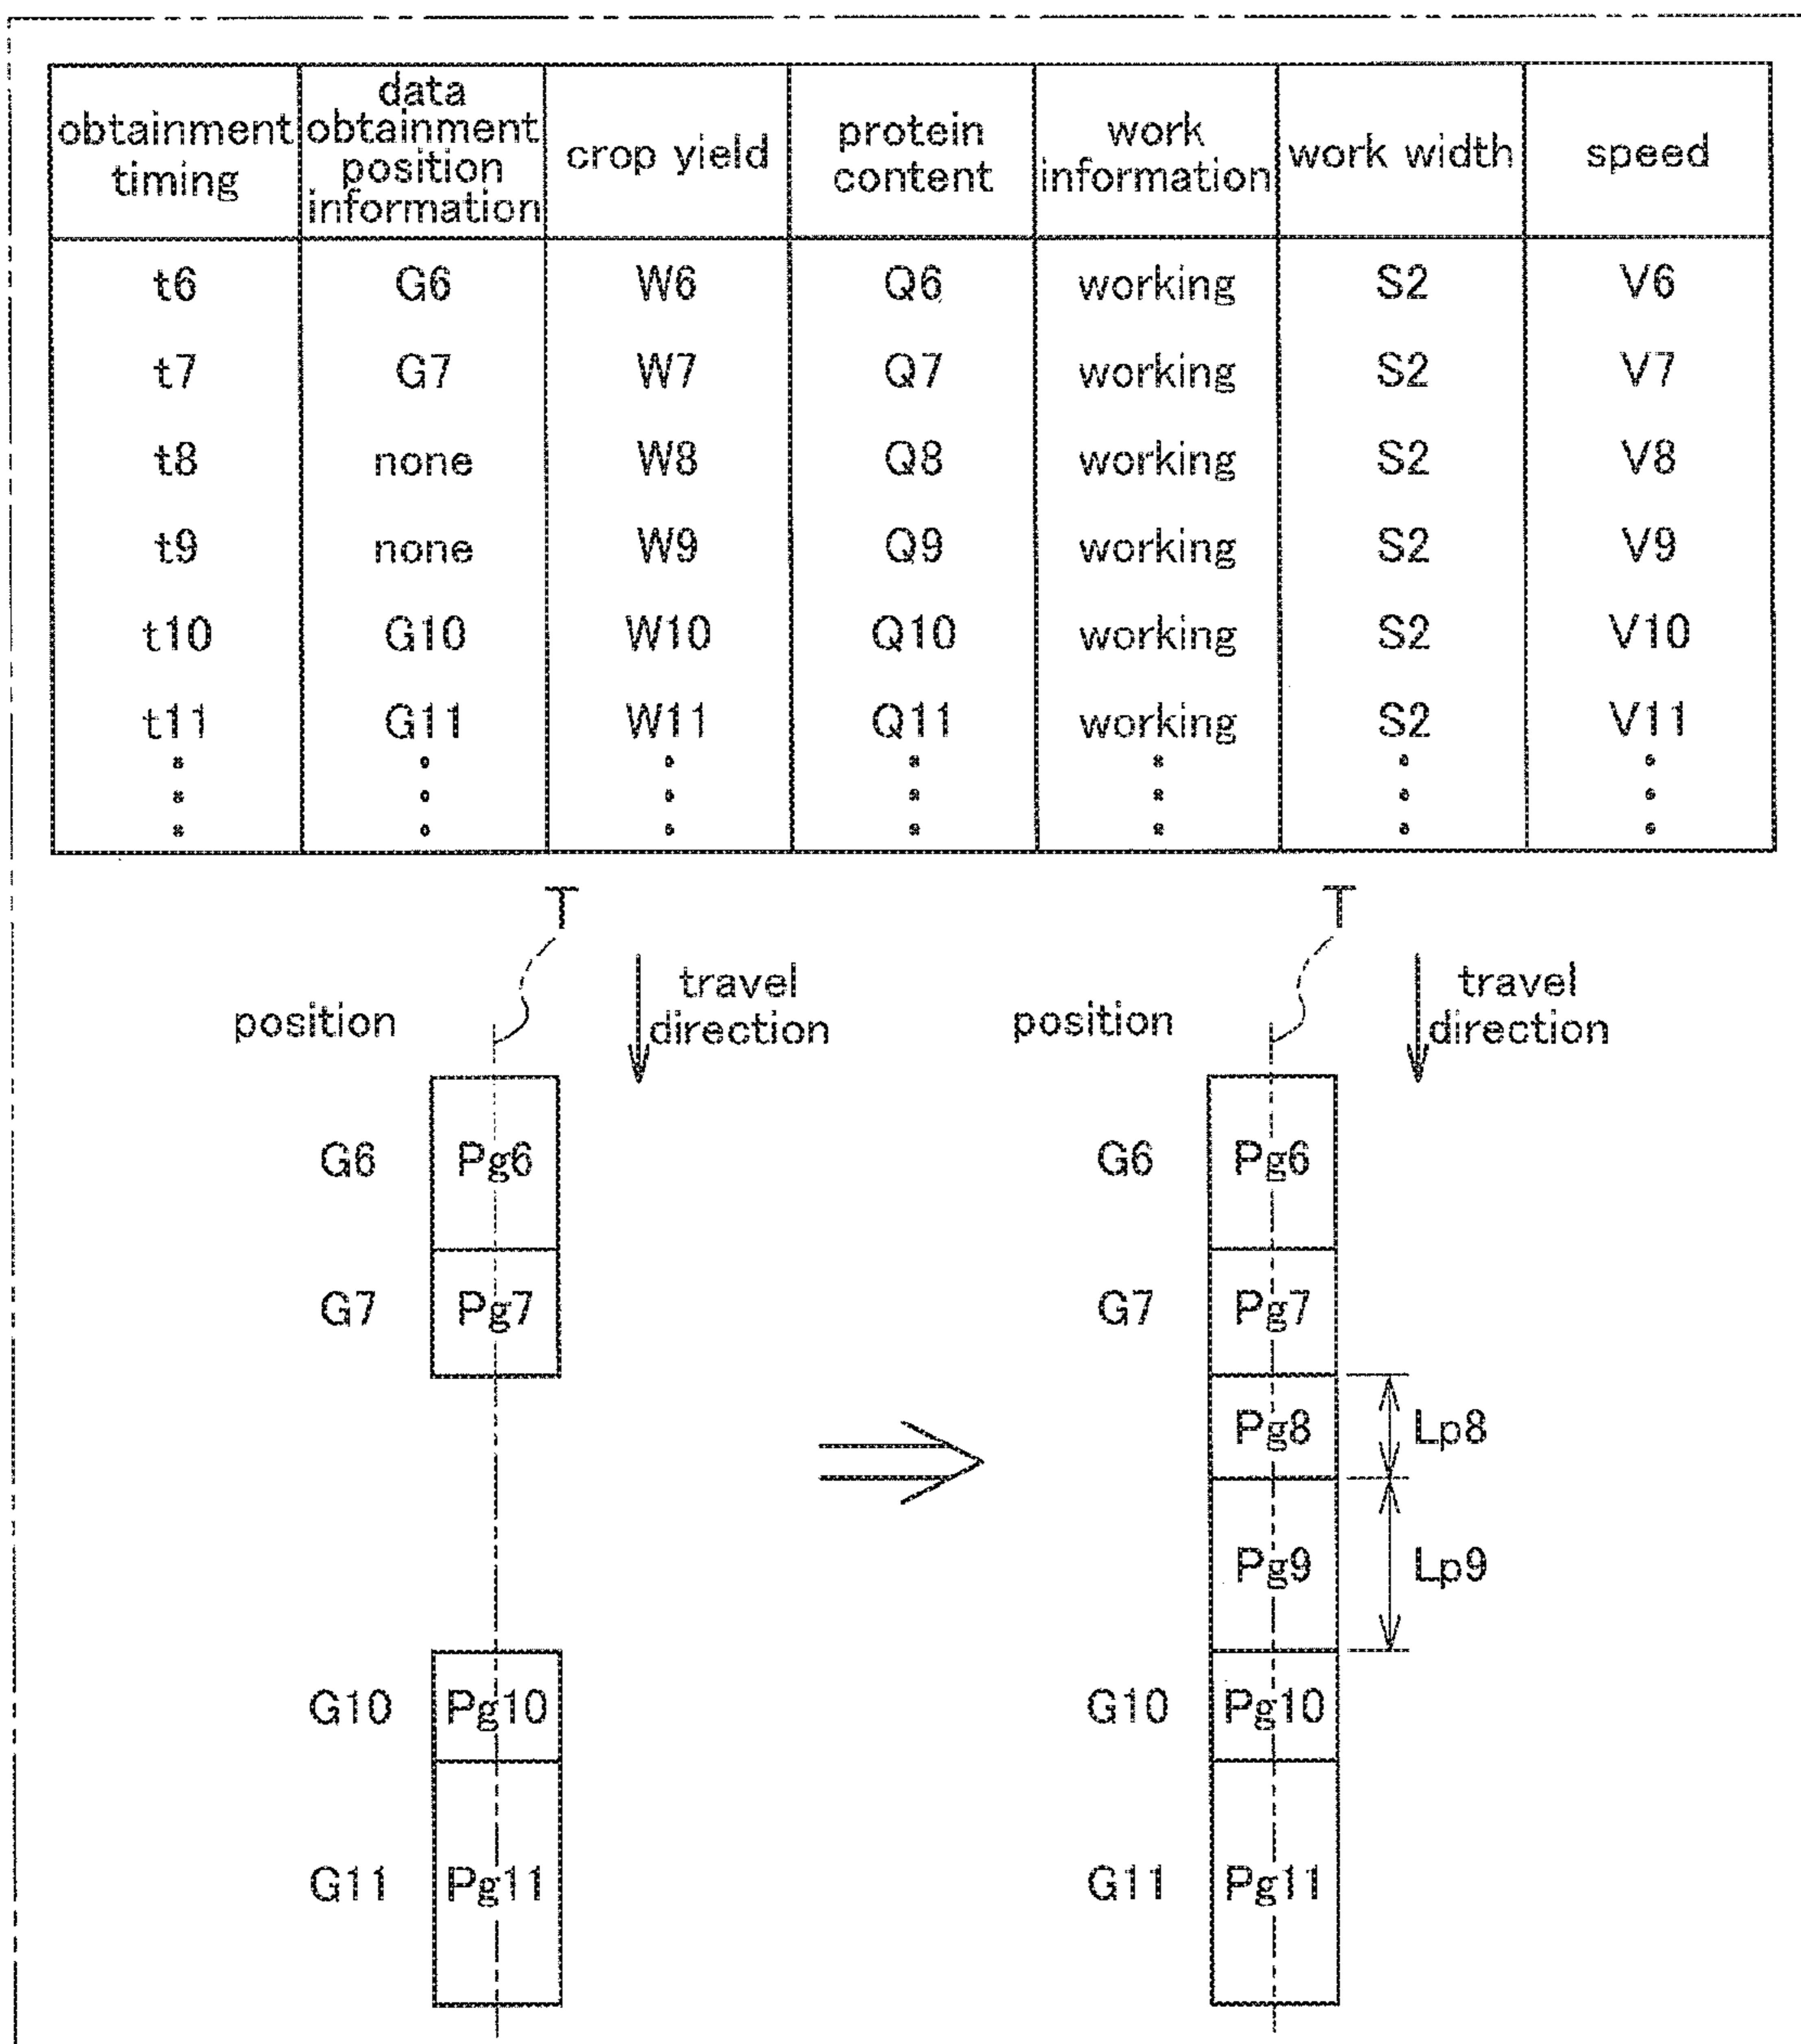 obtainment timing
data obtainment position information
crop yield
protein content
work information
work width
speed
t6 G6 W6 Q6 working S2 V6
t7 G7 W7 Q7 working S2 V7
t8 none W8 Q8 working S2 V8
t9 none W9 Q9 working S2 V9
t10 G10 W10 Q10 working S2 V10
t11 G11 W11 Q11 working S2 V11
T
position
travel
direction
G6 Pg6
G7 Pg7
G10 Pg10
G11 Pg11
T
position
travel
direction
G6 Pg6
G7 Pg7
Pg8 Lp8
Pg9 Lp9
G10 Pg10
G11 Pg11